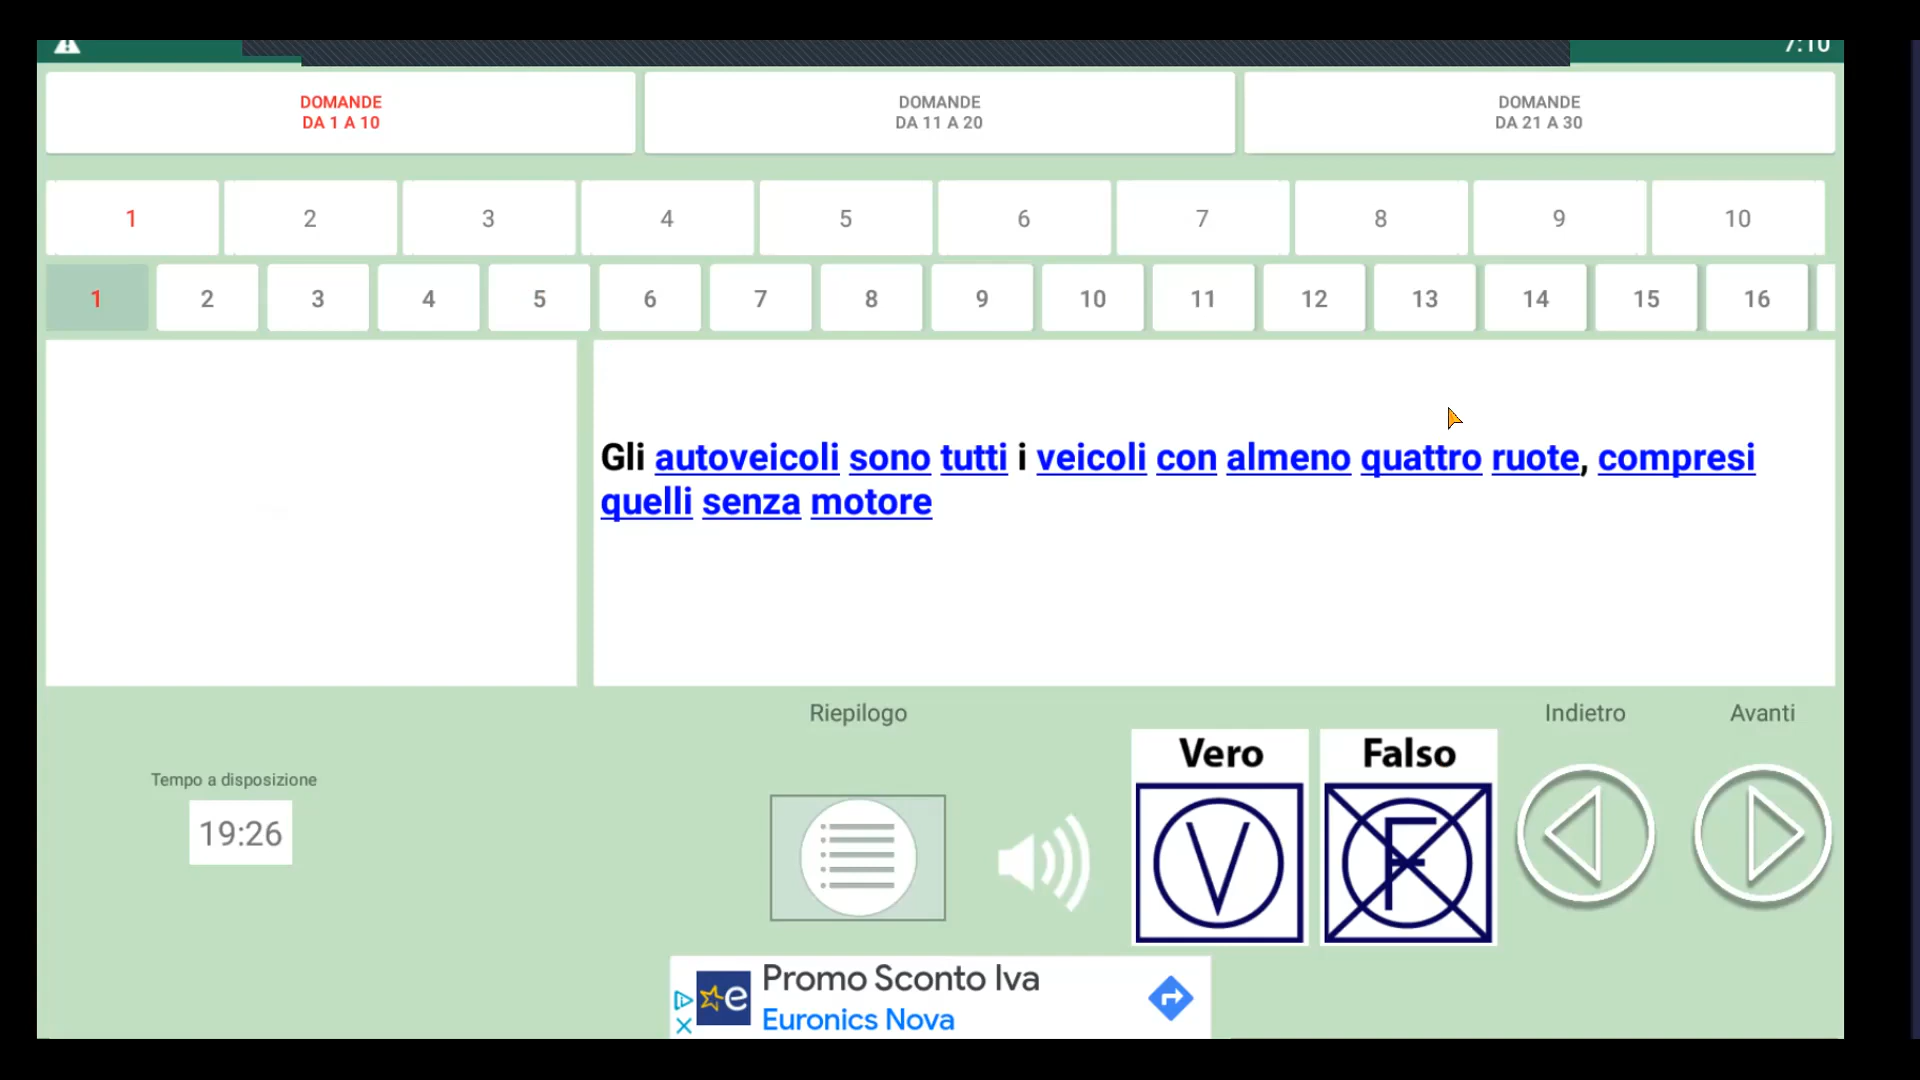 7:10
DOMANDE
DA 1 A 10
DOMANDE
DA 11 A 20
DOMANDE
DA 21 A 30
1 2 3 4 5 6 7 8 9 10
1 2 3 4 5 6 7 8 9 10 11 12 13 14 15 16
Gli autoveicoli sono tutti i veicoli con almeno quattro ruote, compresi
quelli senza motore
Riepilogo
Indietro
Avanti
Tempo a disposizione
19:26
Vero
V
Falso
F
Promo Sconto Iva
e
Euronics Nova